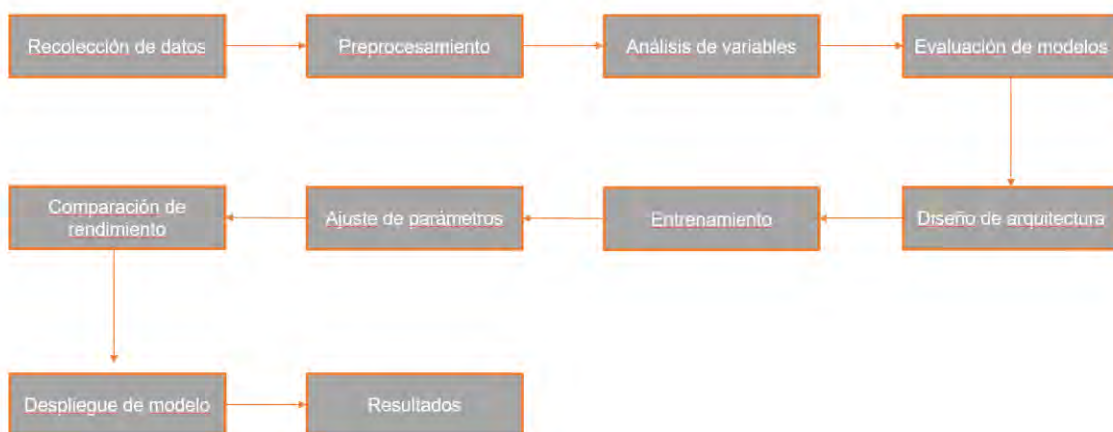 Recolección de datos
Preprocesamiento
Análisis de variables
Evaluación de modelos
Diseño de arquitectura
Entrenamiento
Ajuste de parámetros
Comparación de
rendimiento
Despliegue de modelo
Resultados